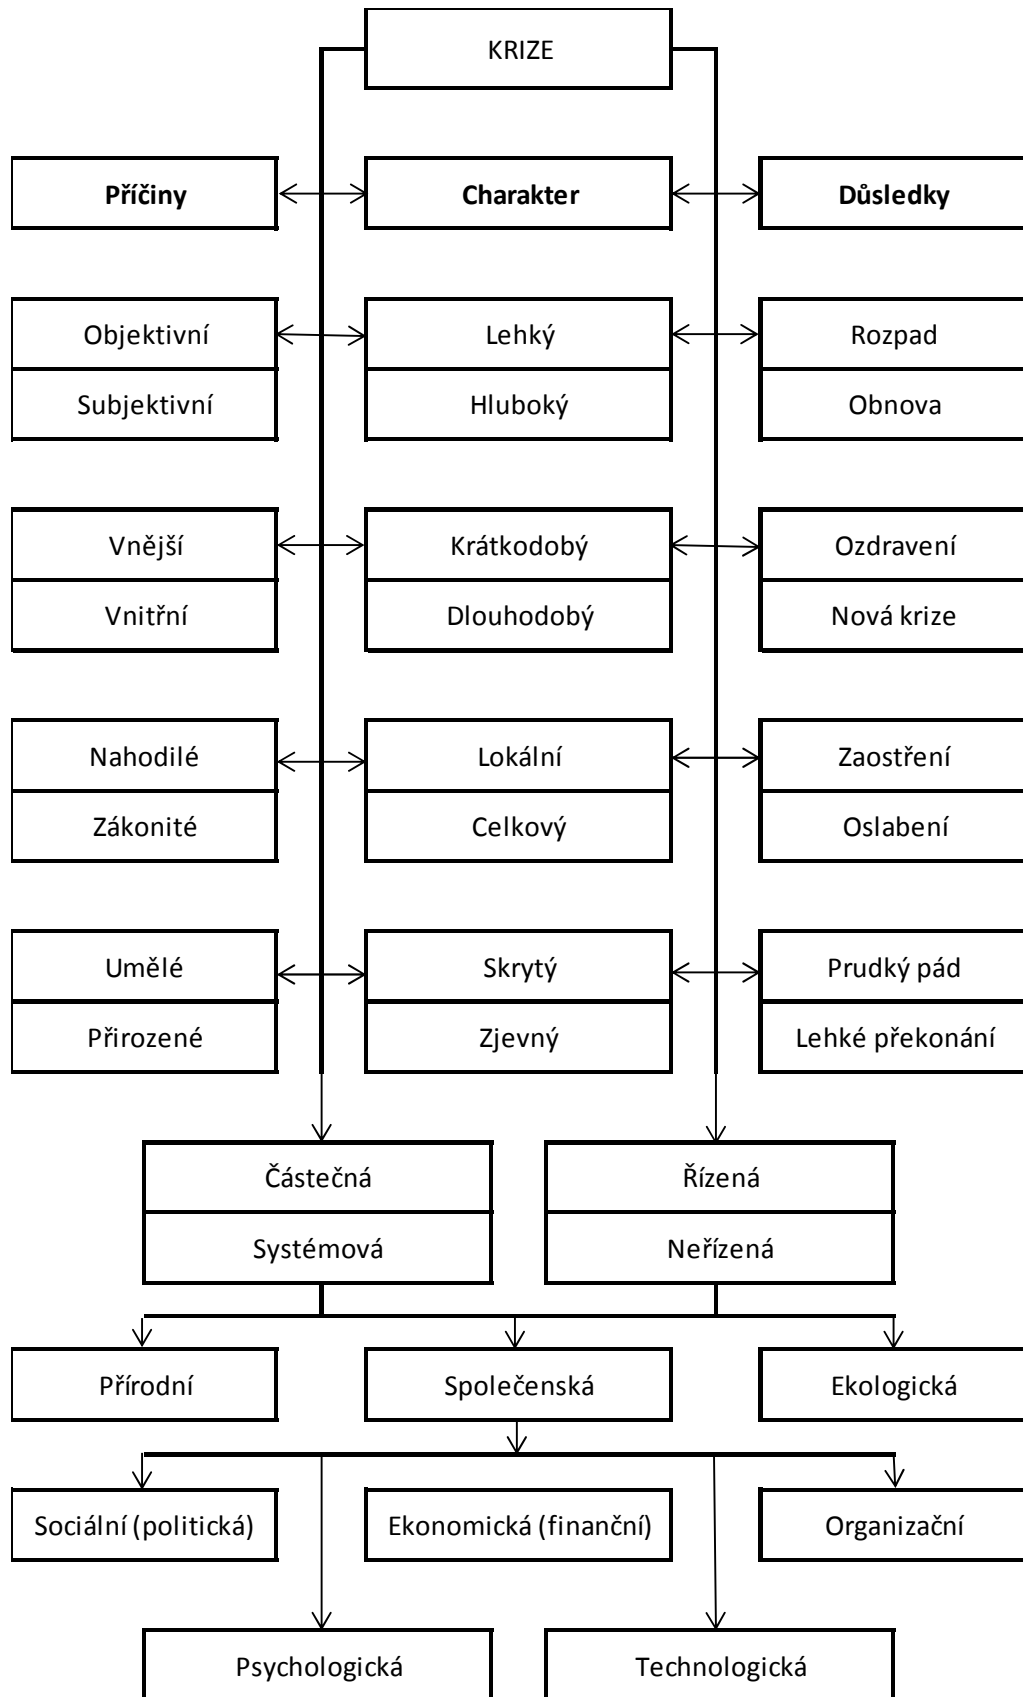 KRIZE
Příčiny
Charakter
Důsledky
Objektivní
Lehký
Rozpad
Subjektivní
Hluboký
Obnova
Vnější
Krátkodobý
Ozdravení
Vnitřní
Dlouhodobý
Nová krize
Nahodilé
Lokální
Zaostření
Zákonité
Celkový
Oslabení
Umělé
Skrytý
Prudký pád
Přirozené
Zjevný
Lehké překonání
Částečná
Řízená
Systémová
Neřízená
Přírodní
Společenská
Ekologická
Sociální (politická)
Ekonomická (finanční)
Organizační
Psychologická
Technologická